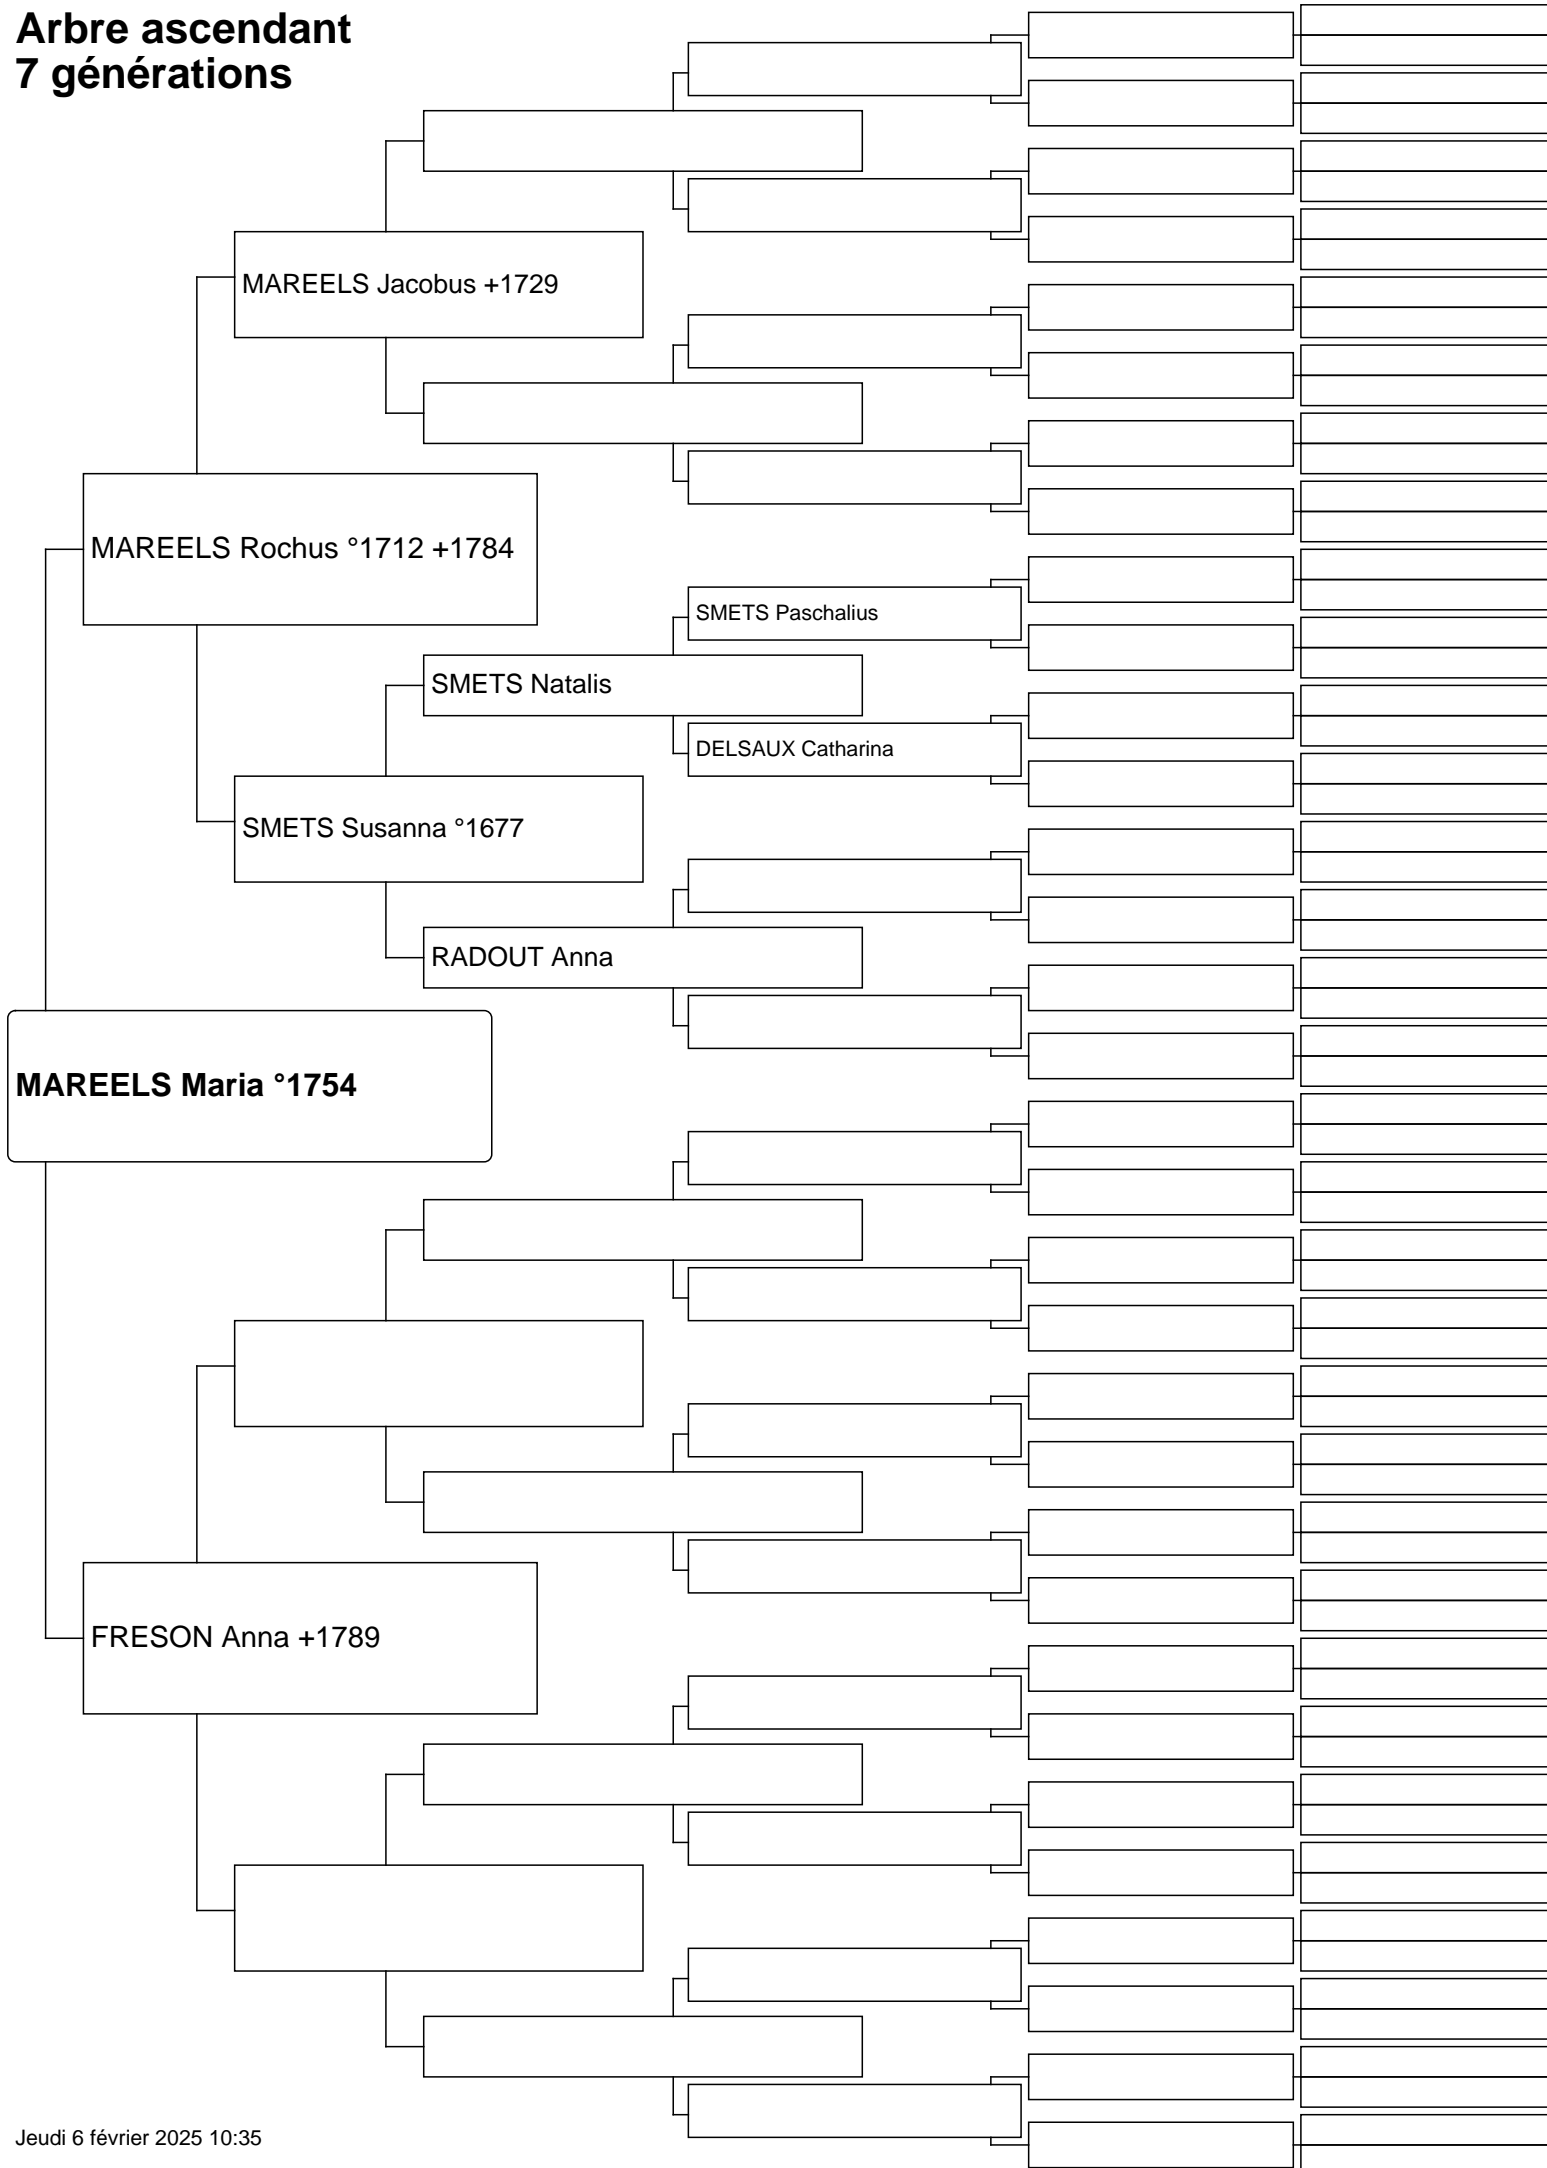 Arbre ascendant
7 générations
MAREELS Jacobus +1729
MAREELS Rochus °1712 +1784
SMETS Paschalius
SMETS Natalis
DELSAUX Catharina
SMETS Susanna °1677
RADOUT Anna
MAREELS Maria °1754
FRESON Anna +1789
Jeudi 6 février 2025 10:35